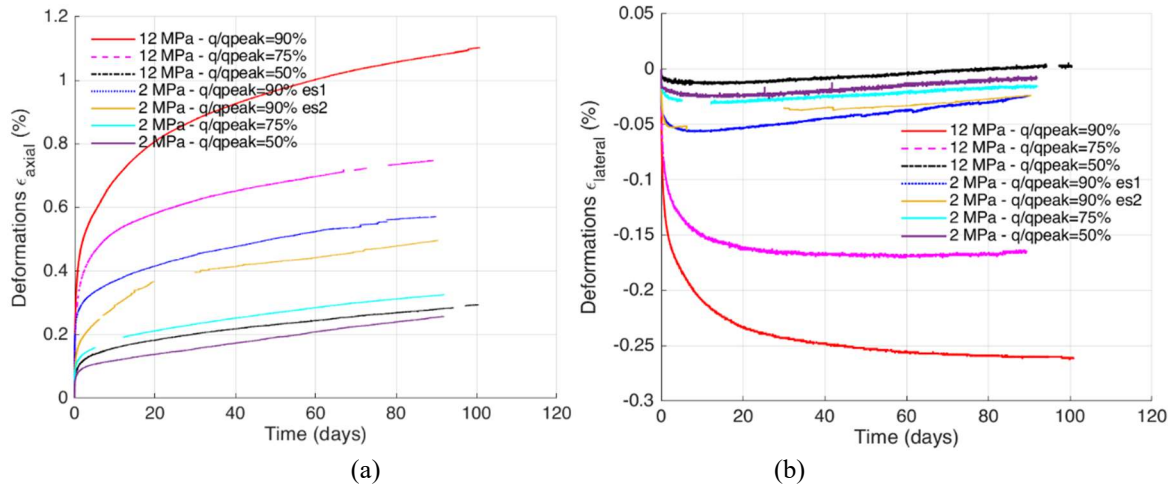 1.2
1
0.8
0.6
0.4
0.2
0
Deformations ϵaxial (%)
12 MPa - q/qpeak=90%
12 MPa - q/qpeak=75%
12 MPa - q/qpeak=50%
2 MPa - q/qpeak=90% es1
2 MPa - q/qpeak=90% es2
2 MPa - q/qpeak=75%
2 MPa - q/qpeak=50%
0 20 40 60 80 100 120
Time (days)
(a)
0.05
0
-0.05
-0.1
-0.15
-0.2
-0.25
-0.3
Deformations ϵlateral (%)
12 MPa - q/qpeak=90%
12 MPa - q/qpeak=75%
12 MPa - q/qpeak=50%
2 MPa - q/qpeak=90% es1
2 MPa - q/qpeak=90% es2
2 MPa - q/qpeak=75%
2 MPa - q/qpeak=50%
0 20 40 60 80 100 120
Time (days)
(b)